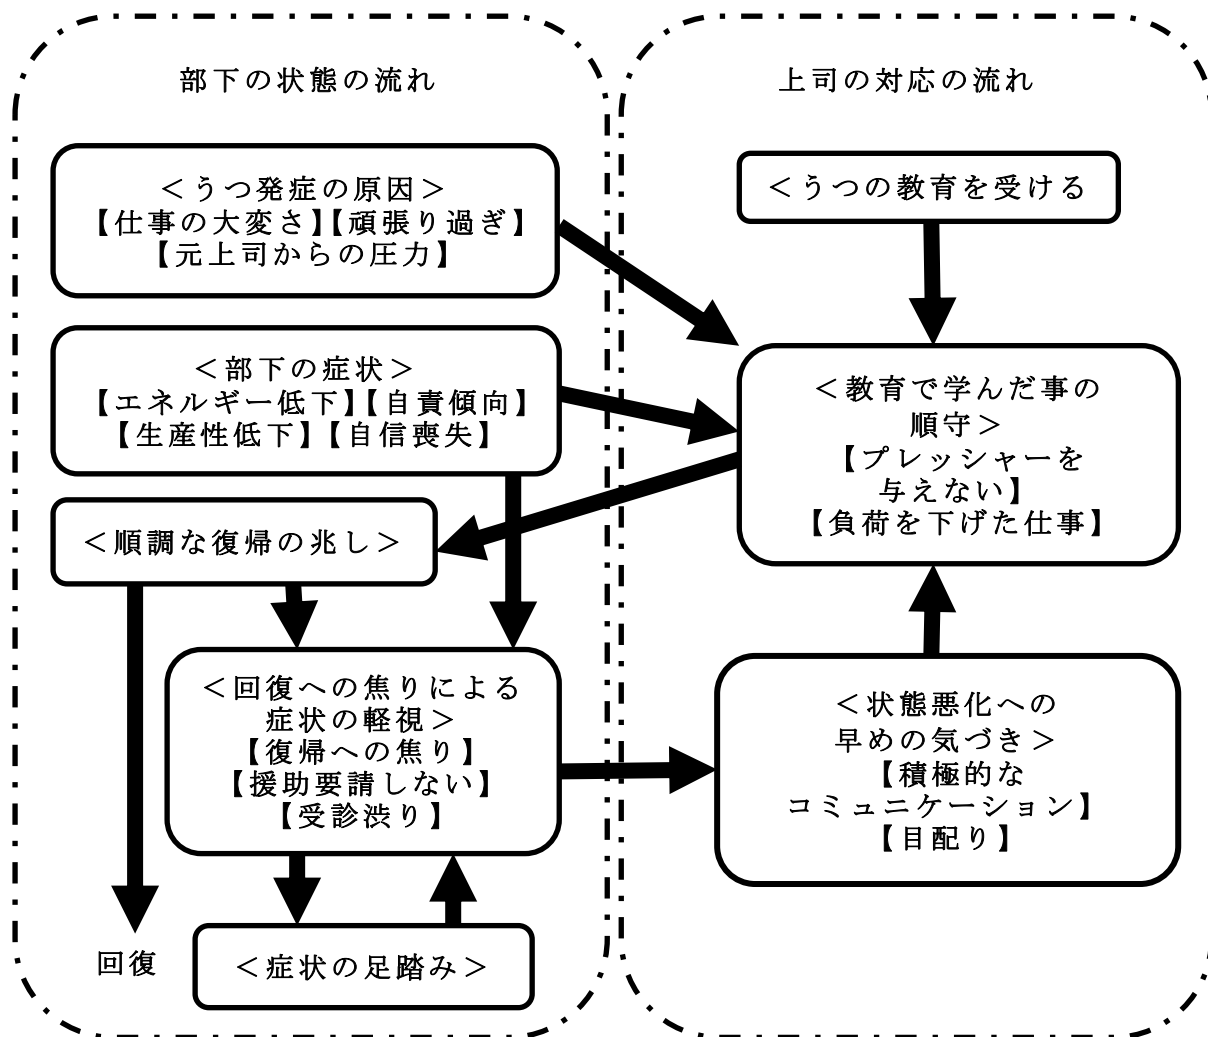 部下の状態の流れ
＜うつ発症の原因＞
【仕事の大変さ】【頑張り過ぎ】
【元上司からの圧力】
＜部下の症状＞
【エネルギー低下】【自責傾向】
【生産性低下】【自信喪失】
＜順調な復帰の兆し＞
＜回復への焦りによる
症状の軽視＞
【復帰への焦り】
【援助要請しない】
【受診渋り】
回復
＜症状の足踏み＞
上司の対応の流れ
＜うつの教育を受ける
＜教育で学んだ事の
順守＞
【プレッシャーを
与えない】
【負荷を下げた仕事】
＜状態悪化への
早めの気づき＞
【積極的な
コミュニケーション】
【目配り】